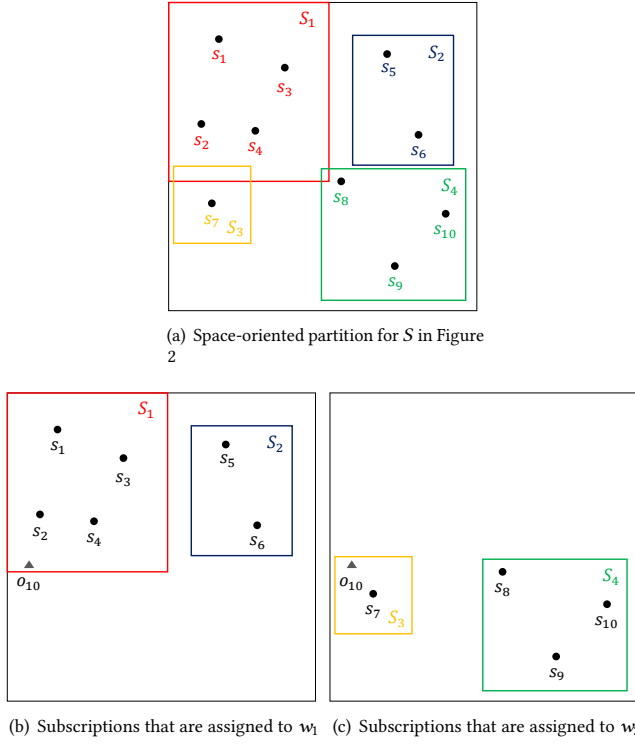 S₁
s₁
s₃
s₂
s₄
S₂
s₅
s₆
s₇
S₃
S₄
s₈
s₁₀
s₉
(a) Space-oriented partition for S in Figure
2
S₁
s₁
s₃
s₂
s₄
o₁₀
S₂
s₅
s₆
o₁₀
s₇
S₃
S₄
s₈
s₁₀
s₉
(b) Subscriptions that are assigned to w₁
(c) Subscriptions that are assigned to w